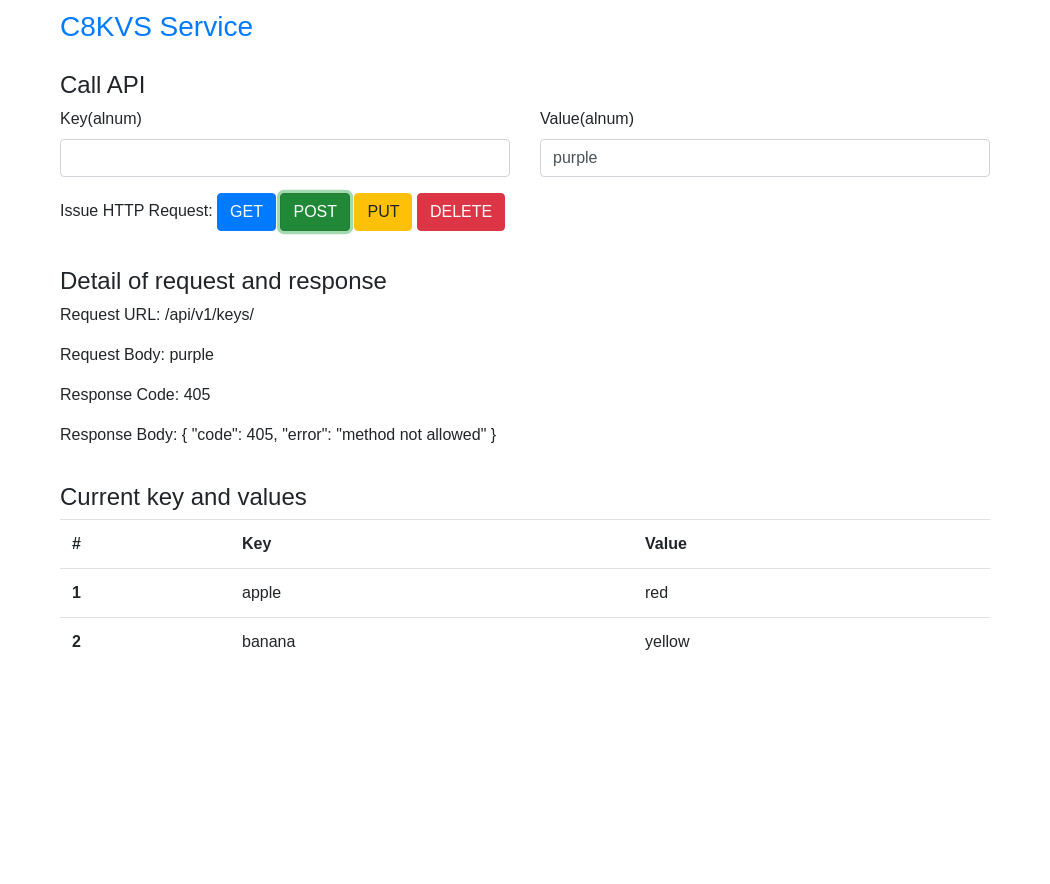 C8KVS Service
Call API
Key(alnum) Value(alnum)
purple
Issue HTTP Request: GET POST PUT DELETE
Detail of request and response
Request URL: /api/v1/keys/
Request Body: purple
Response Code: 405
Response Body: { "code": 405, "error": "method not allowed" }
Current key and values
# Key Value
1 apple red
2 banana yellow